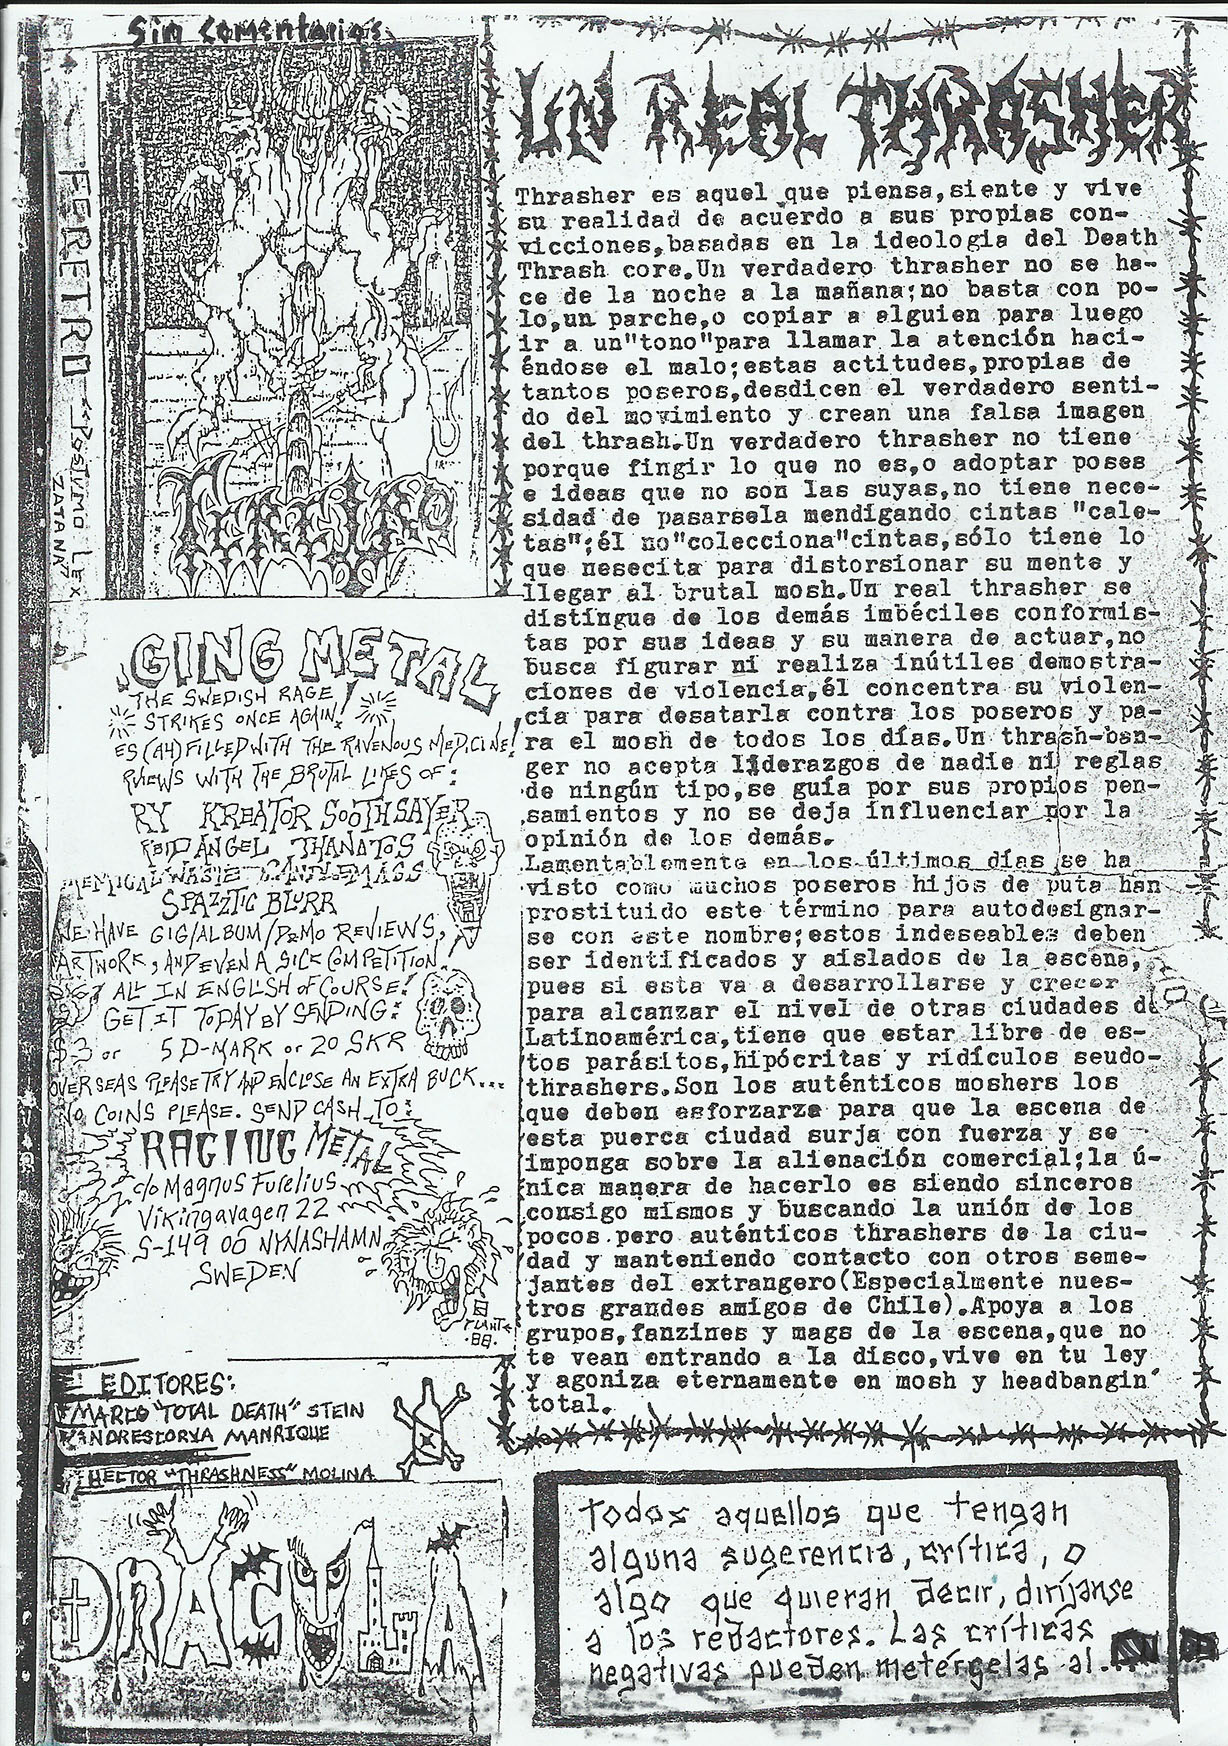 Sin comentarios
FERETRO
"POSTUMO LEX
ZATANA"
Feretro
GING METAL
THE SWEDISH RAGE
STRIKES ONCE AGAIN!
ES (AH) FILLED WITH THE RAVENOUS MEDICINE!
RVIEWS WITH THE BRUTAL LIKES OF:
RY KREATOR SOOTHSAYER
ANGEL THANATOS
HEMICAL WASTE CANDLEMASS
SPAZZTIC BLURR
WE HAVE GIG/ALBUM/DEMO REVIEWS,
ARTWORK, AND EVEN A SICK COMPETITION!
ALL IN ENGLISH OF COURSE!
GET IT TODAY BY SENDING:
$3 or 5 D-MARK or 20 SKR
OVERSEAS PLEASE TRY AND ENCLOSE AN EXTRA BUCK...
NO COINS PLEASE. SEND CASH TO:
RAGING METAL
c/o Magnus Furelius
Vikingavagen 22
S-149 00 NYNASHAMN
SWEDEN
88.
EDITORES:
MARCO "TOTAL DEATH" STEIN
ANDRES CORYA MANRIQUE
HECTOR "THRASHNESS" MOLINA
DRACULA
UN REAL THRASHER
Thrasher es aquel que piensa,siente y vive
su realidad de acuerdo a sus propias con-
vicciones,basadas en la ideologia del Death
Thrash core.Un verdadero thrasher no se ha-
ce de la noche a la mañana;no basta con po-
lo,un parche,o copiar a alguien para luego
ir a un"tono"para llamar la atención haci-
éndose el malo;estas actitudes,propias de
tantos poseros,desdicen el verdadero senti-
do del movimiento y crean una falsa imagen
del thrash.Un verdadero thrasher no tiene
porque fingir lo que no es,o adoptar poses
e ideas que no son las suyas,no tiene nece-
sidad de pasarsela mendigando cintas "cale-
tas";él no"colecciona"cintas,sólo tiene lo
que nesecita para distorsionar su mente y
llegar al brutal mosh.Un real thrasher se
distingue de los demás imbéciles conformis-
tas por sus ideas y su manera de actuar,no
busca figurar ni realiza inútiles demostra-
ciones de violencia,él concentra su violen-
cia para desatarla contra los poseros y pa-
ra el mosh de todos los días.Un thrash-ban-
ger no acepta liderazgos de nadie ni reglas
de ningún tipo,se guía por sus propios pen-
samientos y no se deja influenciar por la
opinión de los demás.
Lamentablemente en los últimos días se ha
visto como muchos poseros hijos de puta han
prostituido este término para autodesignar-
se con este nombre;estos indeseables deben
ser identificados y aislados de la escena,
pues si esta va a desarrollarse y crecer
para alcanzar el nivel de otras ciudades de
Latinoamérica,tiene que estar libre de es-
tos parásitos,hipócritas y ridículos seudo-
thrashers.Son los auténticos moshers los
que deben esforzarze para que la escena de
esta puerca ciudad surja con fuerza y se
imponga sobre la alienación comercial;la ú-
nica manera de hacerlo es siendo sinceros
consigo mismos y buscando la unión de los
pocos pero auténticos thrashers de la ciu-
dad y manteniendo contacto con otros seme-
jantes del extrangero(Especialmente nues-
tros grandes amigos de Chile).Apoya a los
grupos,fanzines y mags de la escena,que no
te vean entrando a la disco,vive en tu ley
y agoniza eternamente en mosh y headbangin'
total.
Todos aquellos que tengan
alguna sugerencia, crítica, o
algo que quieran decir, diríjanse
a los redactores. Las críticas
negativas pueden metérgelas al...